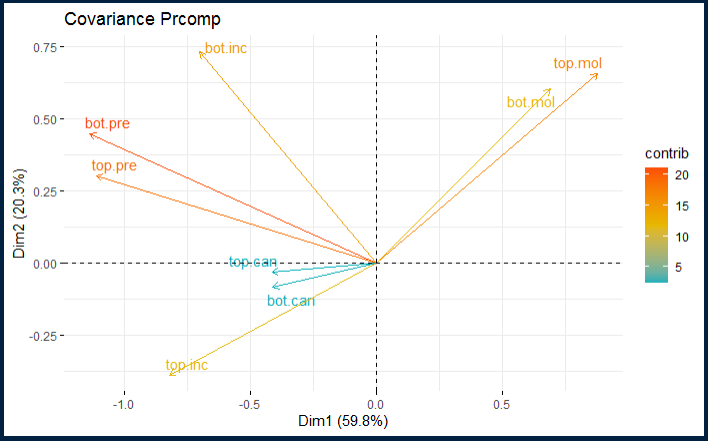 Covariance Prcomp
0.75
0.50
0.25
0.00
-0.25
Dim2 (20.3%)
bot.inc
top.mol
bot.mol
bot.pre
top.pre
top.can
bot.can
top.inc
-1.0 -0.5 0.0 0.5
Dim1 (59.8%)
contrib
20
15
10
5